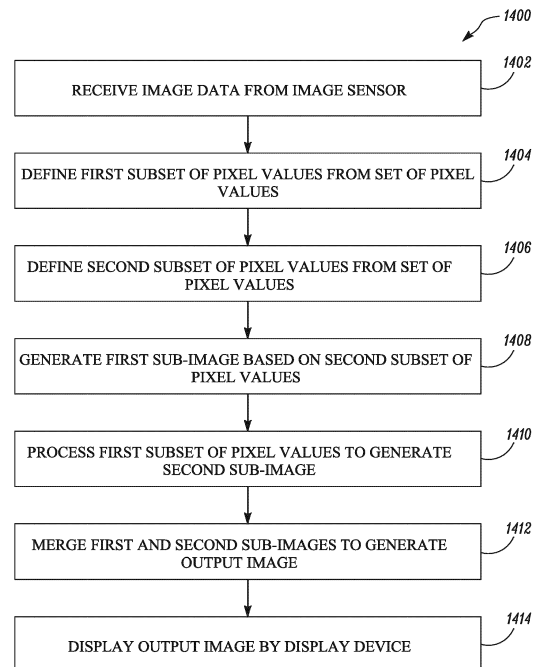 1400
RECEIVE IMAGE DATA FROM IMAGE SENSOR
1402
DEFINE FIRST SUBSET OF PIXEL VALUES FROM SET OF PIXEL
VALUES
1404
DEFINE SECOND SUBSET OF PIXEL VALUES FROM SET OF
PIXEL VALUES
1406
GENERATE FIRST SUB-IMAGE BASED ON SECOND SUBSET OF
PIXEL VALUES
1408
PROCESS FIRST SUBSET OF PIXEL VALUES TO GENERATE
SECOND SUB-IMAGE
1410
MERGE FIRST AND SECOND SUB-IMAGES TO GENERATE
OUTPUT IMAGE
1412
DISPLAY OUTPUT IMAGE BY DISPLAY DEVICE
1414